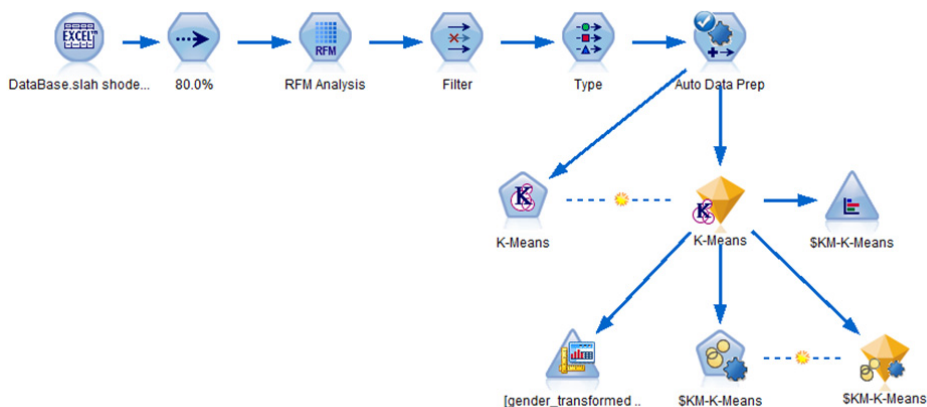 EXCEL™
RFM
DataBase.slah shode...
80.0%
RFM Analysis
Filter
Type
Auto Data Prep
K
K
K-Means
K-Means
$KM-K-Means
[gender_transformed ..
$KM-K-Means
$KM-K-Means